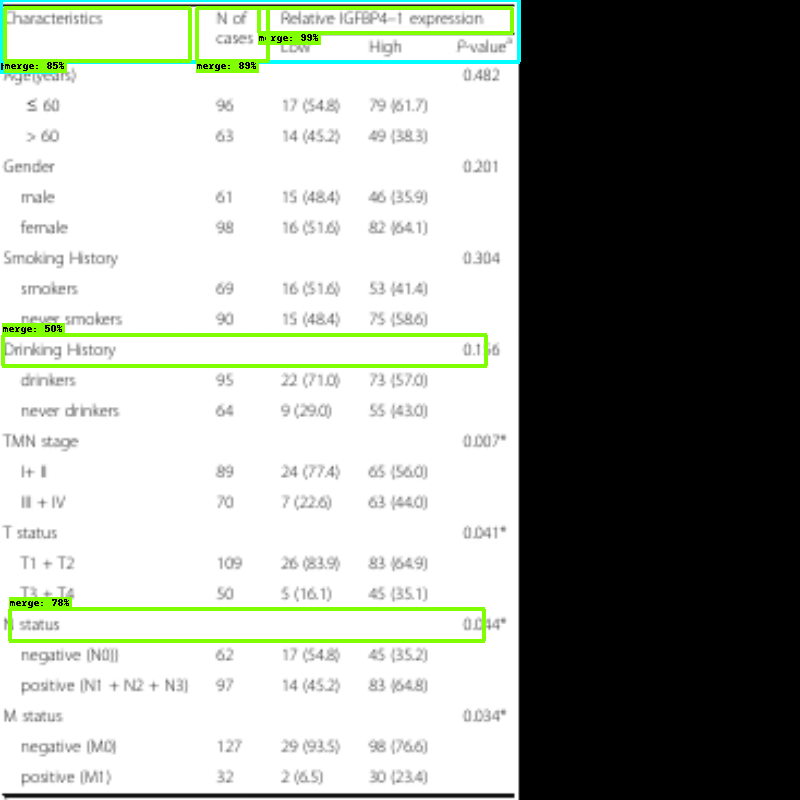 Characteristics N of cases Relative IGFBP4–1 expression
Low High P-valueᵃ
merge: 85% merge: 89% merge: 99%
Age(years) 0.482
≤ 60 96 17 (54.8) 79 (61.7)
> 60 63 14 (45.2) 49 (38.3)
Gender 0.201
male 61 15 (48.4) 46 (35.9)
female 98 16 (51.6) 82 (64.1)
Smoking History 0.304
smokers 69 16 (51.6) 53 (41.4)
never smokers 90 15 (48.4) 75 (58.6)
merge: 50%
Drinking History 0.156
drinkers 95 22 (71.0) 73 (57.0)
never drinkers 64 9 (29.0) 55 (43.0)
TMN stage 0.007*
I+ II 89 24 (77.4) 65 (56.0)
III + IV 70 7 (22.6) 63 (44.0)
T status 0.041*
T1 + T2 109 26 (83.9) 83 (64.9)
T3 + T4 50 5 (16.1) 45 (35.1)
merge: 78%
N status 0.044*
negative (N0)) 62 17 (54.8) 45 (35.2)
positive (N1 + N2 + N3) 97 14 (45.2) 83 (64.8)
M status 0.034*
negative (M0) 127 29 (93.5) 98 (76.6)
positive (M1) 32 2 (6.5) 30 (23.4)